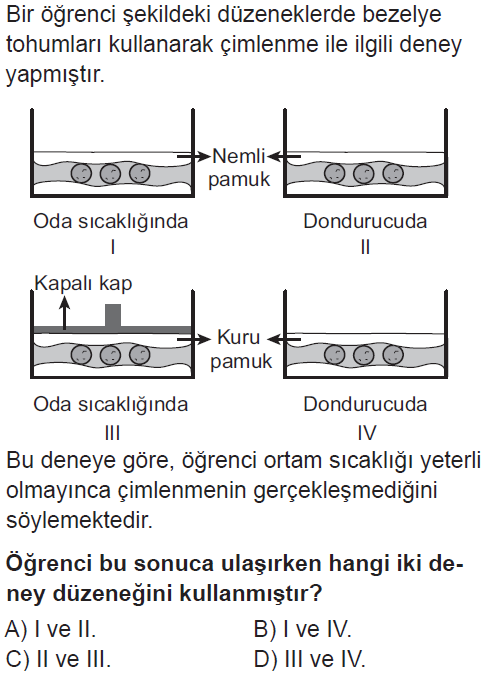 Bir öğrenci şekildeki düzeneklerde bezelye
tohumları kullanarak çimlenme ile ilgili deney
yapmıştır.
Nemli
pamuk
Oda sıcaklığında
I
Dondurucuda
II
Kapalı kap
Kuru
pamuk
Oda sıcaklığında
III
Dondurucuda
IV
Bu deneye göre, öğrenci ortam sıcaklığı yeterli
olmayınca çimlenmenin gerçekleşmediğini
söylemektedir.
Öğrenci bu sonuca ulaşırken hangi iki de-
ney düzeneğini kullanmıştır?
A) I ve II.
B) I ve IV.
C) II ve III.
D) III ve IV.